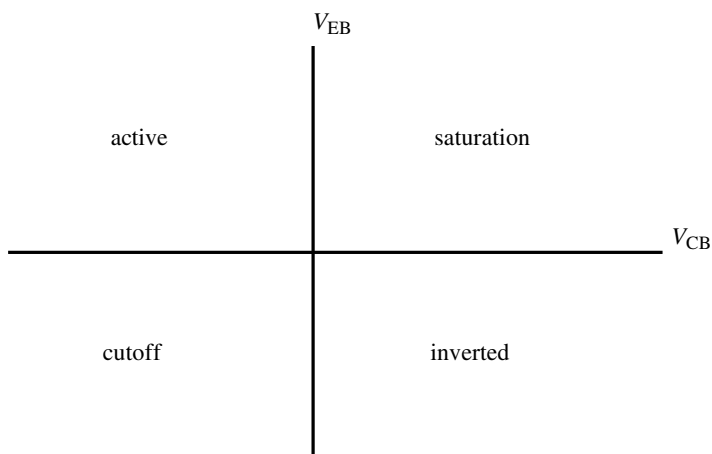 V_EB
active saturation
V_CB
cutoff inverted